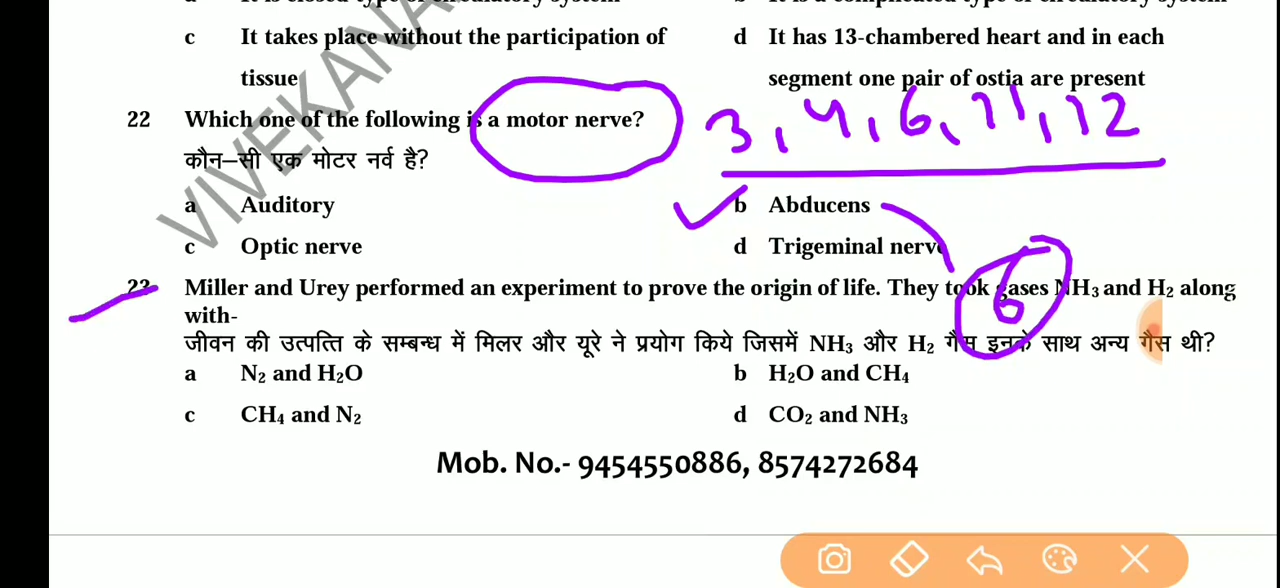 c It takes place without the participation of tissue
d It has 13-chambered heart and in each segment one pair of ostia are present
22 Which one of the following is a motor nerve?
3, 4, 6, 11, 12
कौन–सी एक मोटर नर्व है?
a Auditory b Abducens
c Optic nerve d Trigeminal nerve
6
23 Miller and Urey performed an experiment to prove the origin of life. They took gases NH₃ and H₂ along
with-
जीवन की उत्पत्ति के सम्बन्ध में मिलर और यूरे ने प्रयोग किये जिसमें NH₃ और H₂ गैस इनके साथ अन्य गैस थी?
a N₂ and H₂O b H₂O and CH₄
c CH₄ and N₂ d CO₂ and NH₃
Mob. No.- 9454550886, 8574272684
VIVEKANA